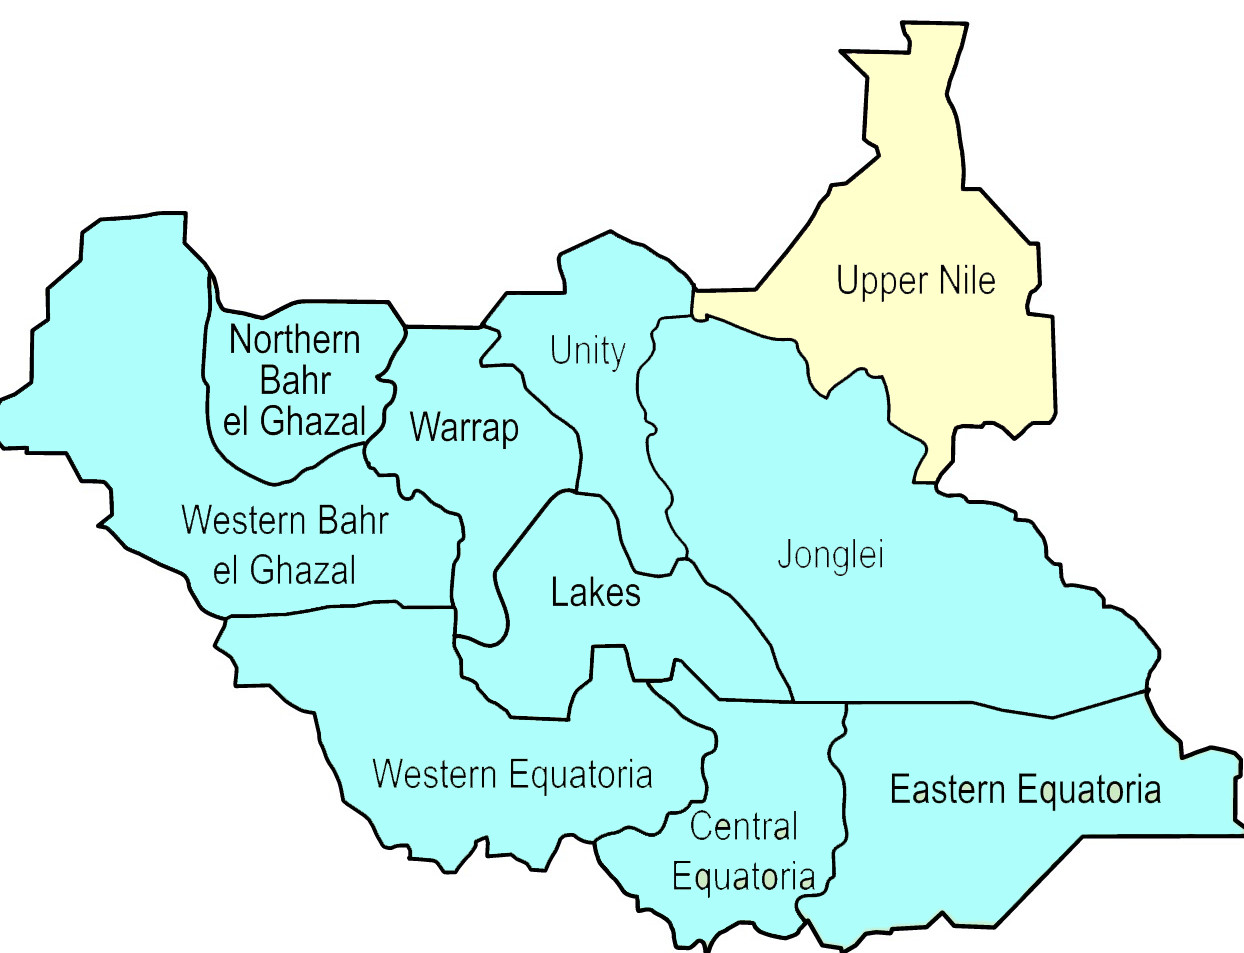 Upper Nile
Northern
Bahr
el Ghazal
Unity
Warrap
Western Bahr
el Ghazal
Jonglei
Lakes
Western Equatoria
Eastern Equatoria
Central
Equatoria